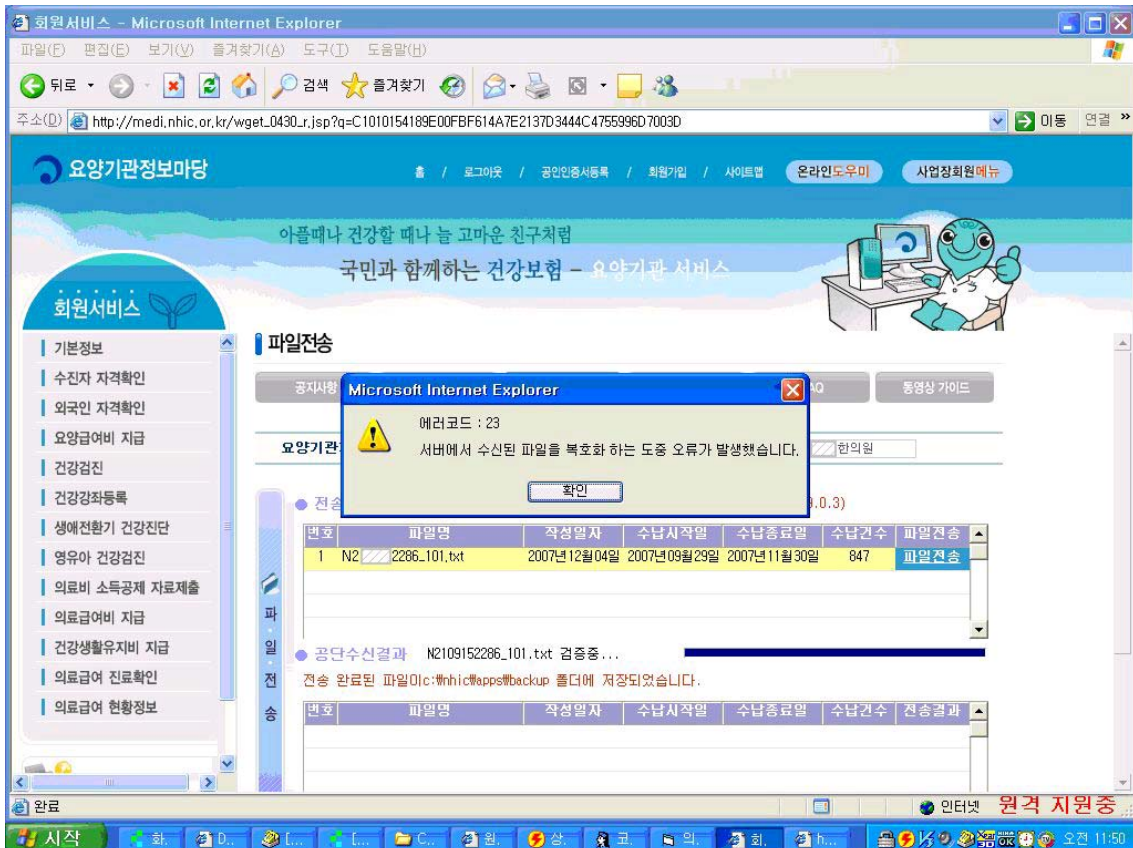 회원서비스 - Microsoft Internet Explorer
파일(F) 편집(E) 보기(V) 즐겨찾기(A) 도구(T) 도움말(H)
뒤로 검색 즐겨찾기
주소(D) http://medi.nhic.or.kr/wget_0430_r.jsp?q=C1010154189E00FBF614A7E2137D3444C4755996D7003D 이동 연결 »
요양기관정보마당
홈 / 로그아웃 / 공인인증서등록 / 회원가입 / 사이트맵 온라인도우미 사업장회원메뉴
아플때나 건강할 때나 늘 고마운 친구처럼
국민과 함께하는 건강보험 - 요양기관 서비스
회원서비스
기본정보
수진자 자격확인
외국인 자격확인
요양급여비 지급
건강검진
건강강좌등록
생애전환기 건강진단
영유아 건강검진
의료비 소득공제 자료제출
의료급여비 지급
건강생활유지비 지급
의료급여 진료확인
의료급여 현황정보
파일전송
공지사항 동영상 가이드
Microsoft Internet Explorer
에러코드 : 23
서버에서 수신된 파일을 복호화 하는 도중 오류가 발생했습니다.
확인
요양기관 한의원
파일전송
전송 .0.3)
번호 파일명 작성일자 수납시작일 수납종료일 수납건수 파일전송
1 N2 2286_101.txt 2007년12월04일 2007년09월29일 2007년11월30일 847 파일전송
공단수신결과 N2109152286_101.txt 검증중...
전송 완료된 파일이c:₩nhic₩apps₩backup 폴더에 저장되었습니다.
번호 파일명 작성일자 수납시작일 수납종료일 수납건수 전송결과
완료 인터넷 원격 지원중
시작 화. D.. [... [... C... 원. 상. 코. 의. 회. h... 오전 11:50